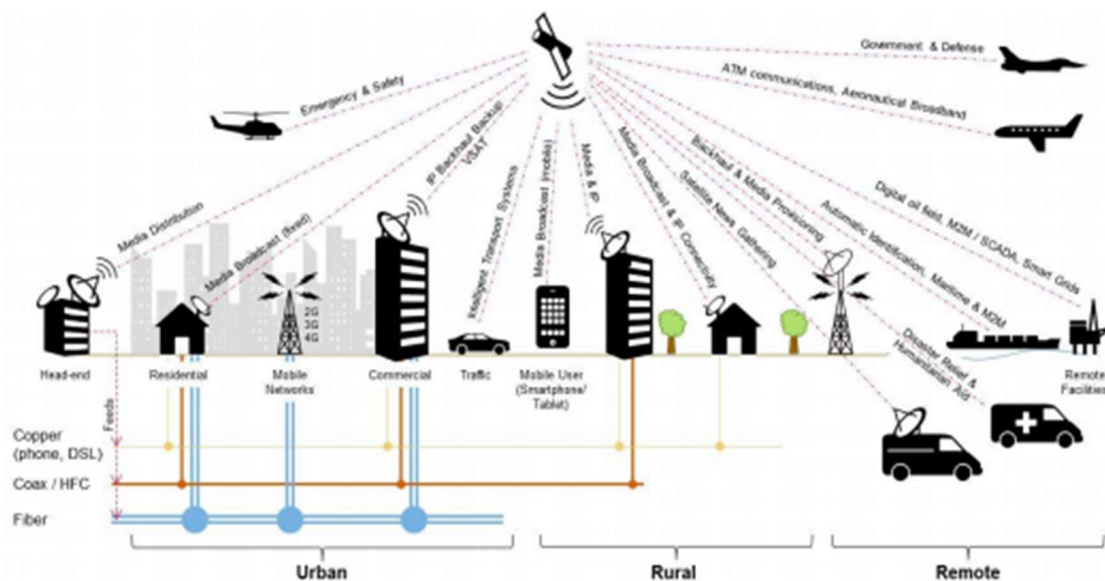 Government & Defense
ATM communications, Aeronautical Broadband
Emergency & Safety
IP Backhaul Backup
VSAT
Media Distribution
Media Broadcast (fixed)
Intelligent Transport Systems
Media Broadcast (mobile)
Media & IP
Media Broadcast & IP Connectivity
Satellite News Gathering
Backhaul & Media Provisioning
Automatic Identification, Maritime & M2M
Digital oil field, M2M / SCADA, Smart Grids
Disaster Relief &
Humanitarian Aid
2G
3G
4G
Head-end
Residential
Mobile
Networks
Commercial
Traffic
Mobile User
(Smartphone/
Tablet)
Remote
Facilities
Feeds
Copper
(phone, DSL)
Coax / HFC
Fiber
Urban
Rural
Remote